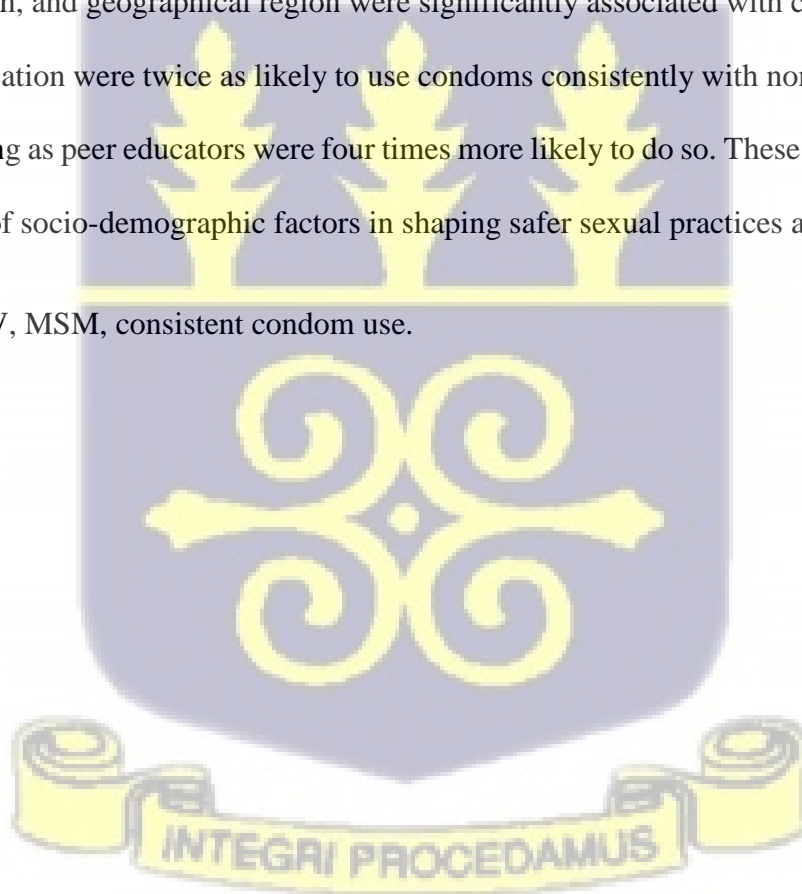 n, and geographical region were significantly associated with c
cation were twice as likely to use condoms consistently with nor
ng as peer educators were four times more likely to do so. These
of socio-demographic factors in shaping safer sexual practices a
V, MSM, consistent condom use.
INTEGRI PROCEDAMUS